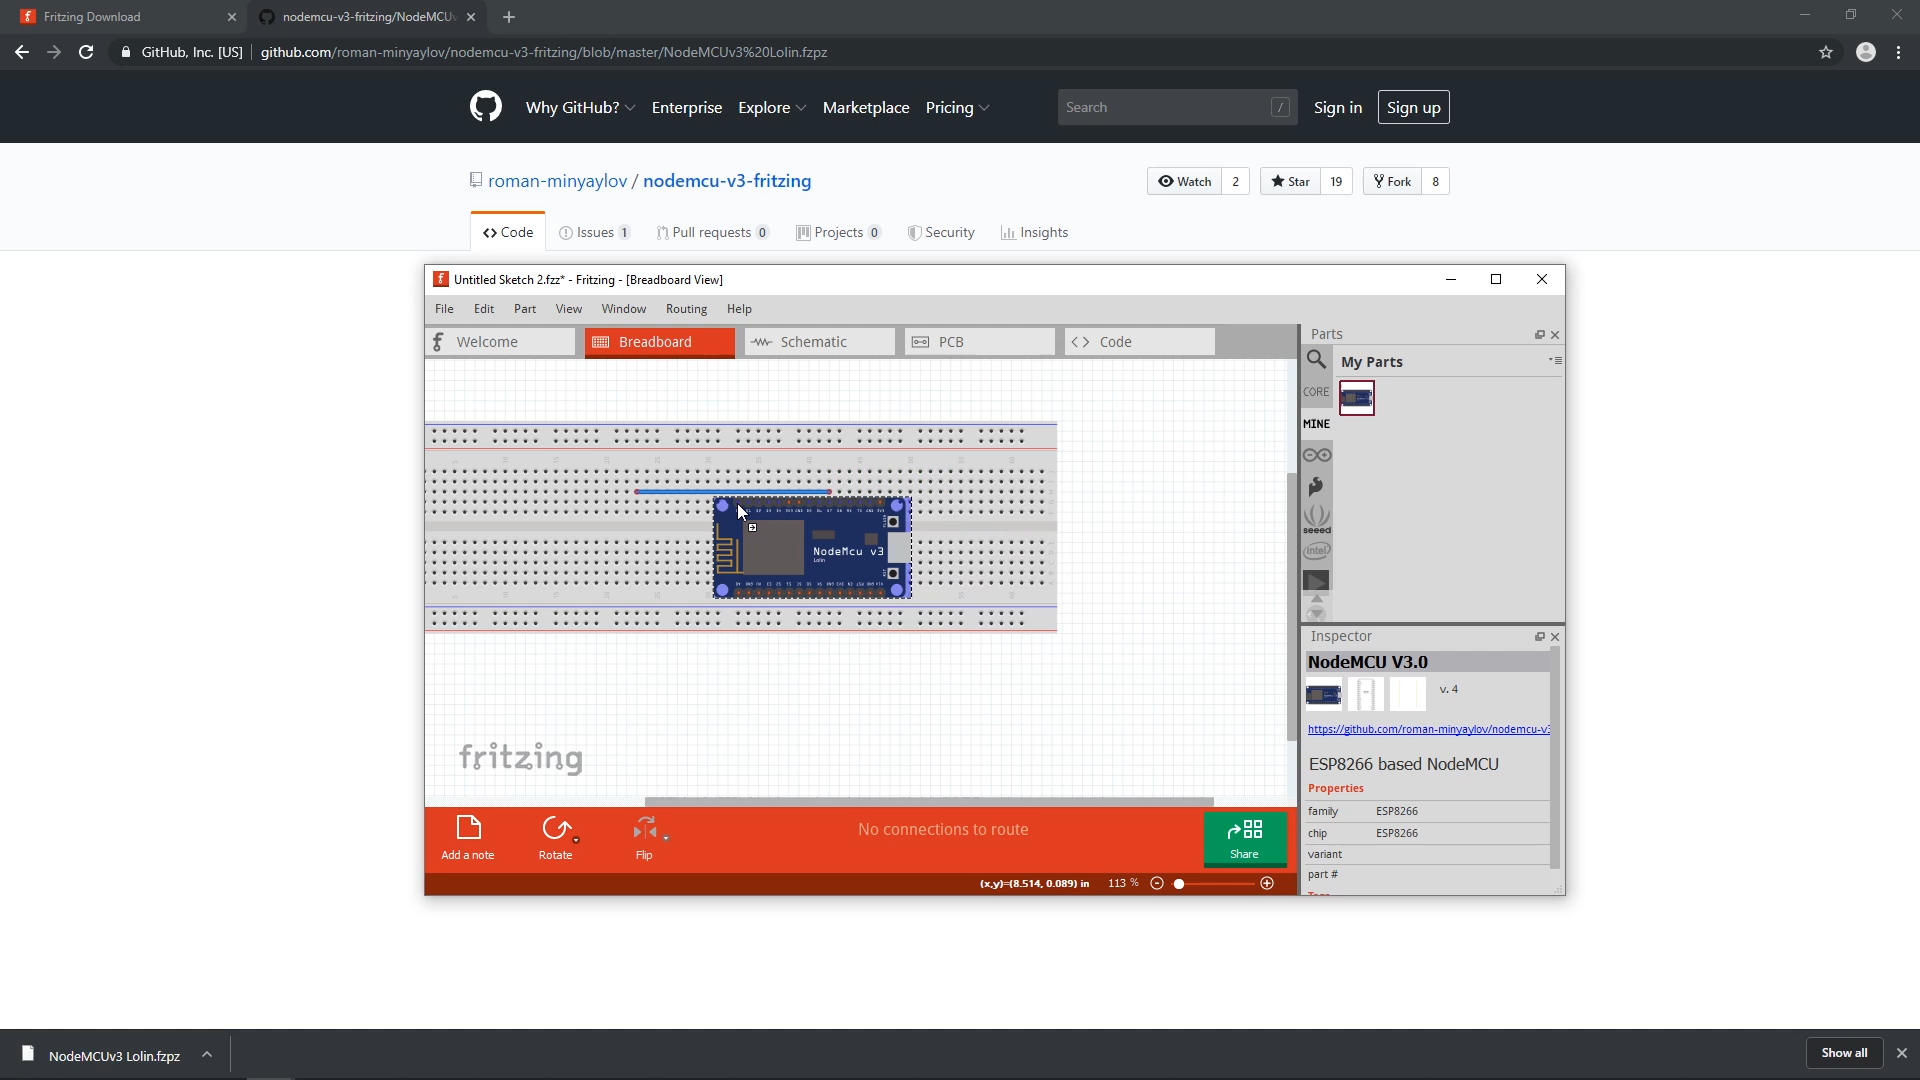 Fritzing Download
nodemcu-v3-fritzing/NodeMCUv
GitHub, Inc. [US]
github.com/roman-minyaylov/nodemcu-v3-fritzing/blob/master/NodeMCUv3%20Lolin.fzpz
Why GitHub? Enterprise Explore Marketplace Pricing
Search /
Sign in
Sign up
roman-minyaylov / nodemcu-v3-fritzing
Watch 2
Star 19
Fork 8
Code
Issues 1
Pull requests 0
Projects 0
Security
Insights
Untitled Sketch 2.fzz* - Fritzing - [Breadboard View]
File Edit Part View Window Routing Help
Welcome
Breadboard
Schematic
PCB
Code
Parts
My Parts
CORE
MINE
seeed
intel
NodeMcu v3
Lolin
fritzing
Inspector
NodeMCU V3.0
v. 4
https://github.com/roman-minyaylov/nodemcu-v3
ESP8266 based NodeMCU
Properties
family ESP8266
chip ESP8266
variant
part #
Add a note
Rotate
Flip
No connections to route
Share
(x,y)=(8.514, 0.089) in
113 %
NodeMCUv3 Lolin.fzpz
Show all